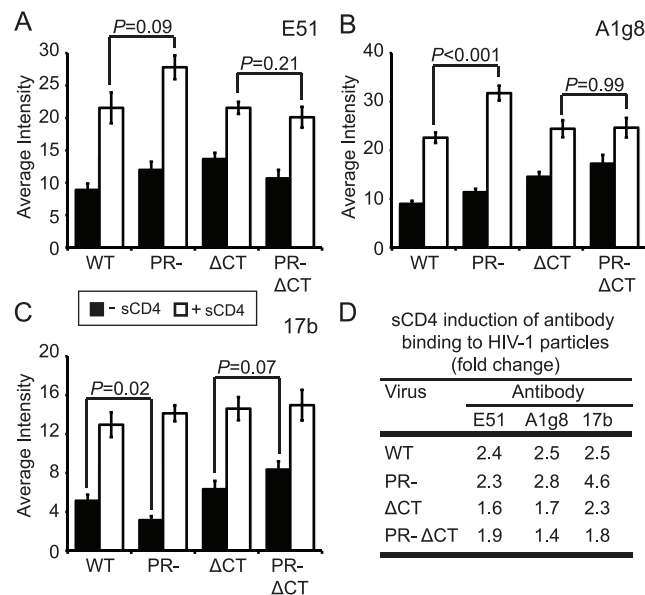 A
E51
P=0.09
P=0.21
Average Intensity
30
25
20
15
10
5
0
WT
PR-
ΔCT
PR-
ΔCT
B
A1g8
P<0.001
P=0.99
Average Intensity
40
30
20
10
0
WT
PR-
ΔCT
PR-
ΔCT
- sCD4 + sCD4
C
17b
P=0.02
P=0.07
Average Intensity
20
16
12
8
4
0
WT
PR-
ΔCT
PR-
ΔCT
D
sCD4 induction of antibody
binding to HIV-1 particles
(fold change)
Virus Antibody
E51 A1g8 17b
WT 2.4 2.5 2.5
PR- 2.3 2.8 4.6
ΔCT 1.6 1.7 2.3
PR- ΔCT 1.9 1.4 1.8